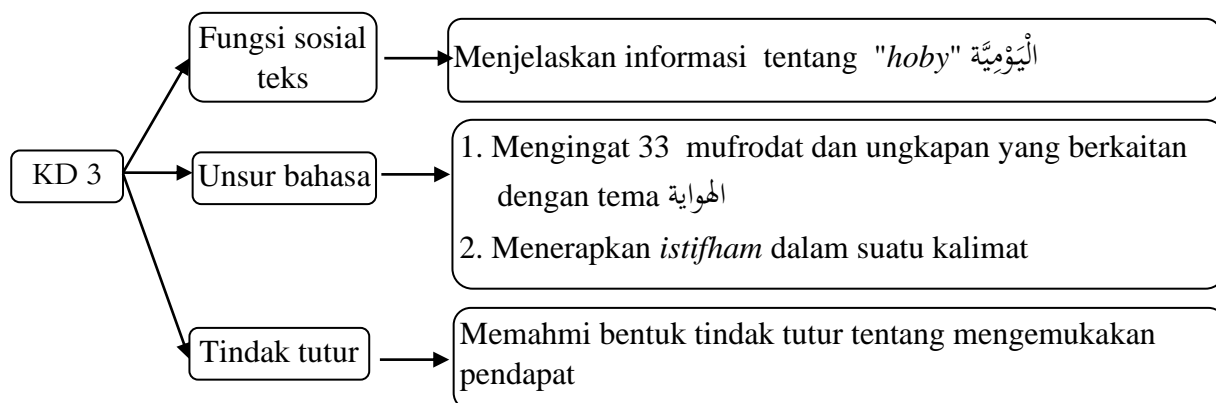 KD 3
Fungsi sosial
teks
Menjelaskan informasi tentang "hoby" الْيَوْمِيَّة
Unsur bahasa
1. Mengingat 33 mufrodat dan ungkapan yang berkaitan
dengan tema الهواية
2. Menerapkan istifham dalam suatu kalimat
Tindak tutur
Memahmi bentuk tindak tutur tentang mengemukakan
pendapat